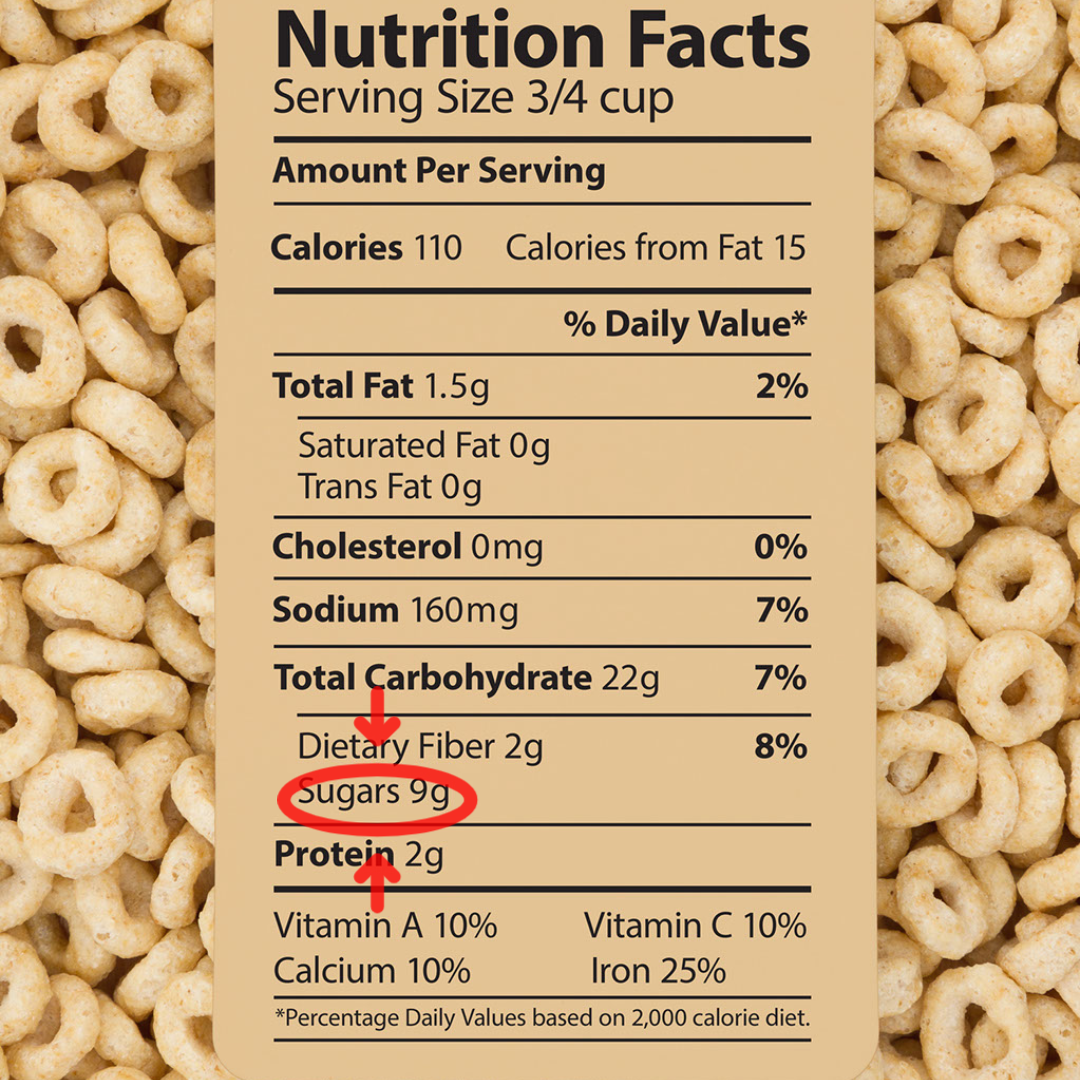 Nutrition Facts
Serving Size 3/4 cup
Amount Per Serving
Calories 110 Calories from Fat 15
% Daily Value*
Total Fat 1.5g 2%
Saturated Fat 0g
Trans Fat 0g
Cholesterol 0mg 0%
Sodium 160mg 7%
Total Carbohydrate 22g 7%
Dietary Fiber 2g 8%
Sugars 9g
Protein 2g
Vitamin A 10% Vitamin C 10%
Calcium 10% Iron 25%
*Percentage Daily Values based on 2,000 calorie diet.